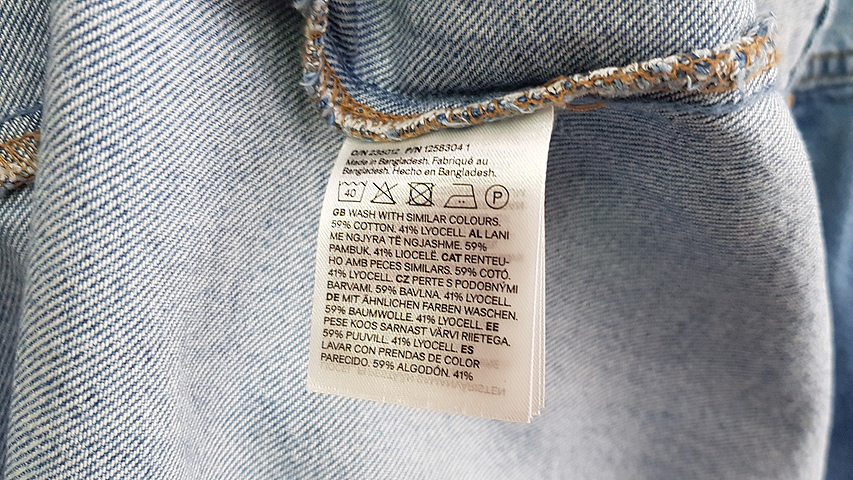 O/N 236012 P/N 1258304 1
Made in Bangladesh. Fabriqué au
Bangladesh. Hecho en Bangladesh.
40 P
GB WASH WITH SIMILAR COLOURS.
59% COTTON. 41% LYOCELL. AL LANI
ME NGJYRA TË NGJASHME. 59%
PAMBUK. 41% LIOCELË. CAT RENTEU-
HO AMB PECES SIMILARS. 59% COTÓ.
41% LYOCELL. CZ PERTE S PODOBNÝMI
BARVAMI. 59% BAVLNA. 41% LYOCELL.
DE MIT ÄHNLICHEN FARBEN WASCHEN.
59% BAUMWOLLE. 41% LYOCELL. EE
PESE KOOS SARNAST VÄRVI RIIETEGA.
59% PUUVILL. 41% LYOCELL. ES
LAVAR CON PRENDAS DE COLOR
PARECIDO. 59% ALGODÓN. 41%